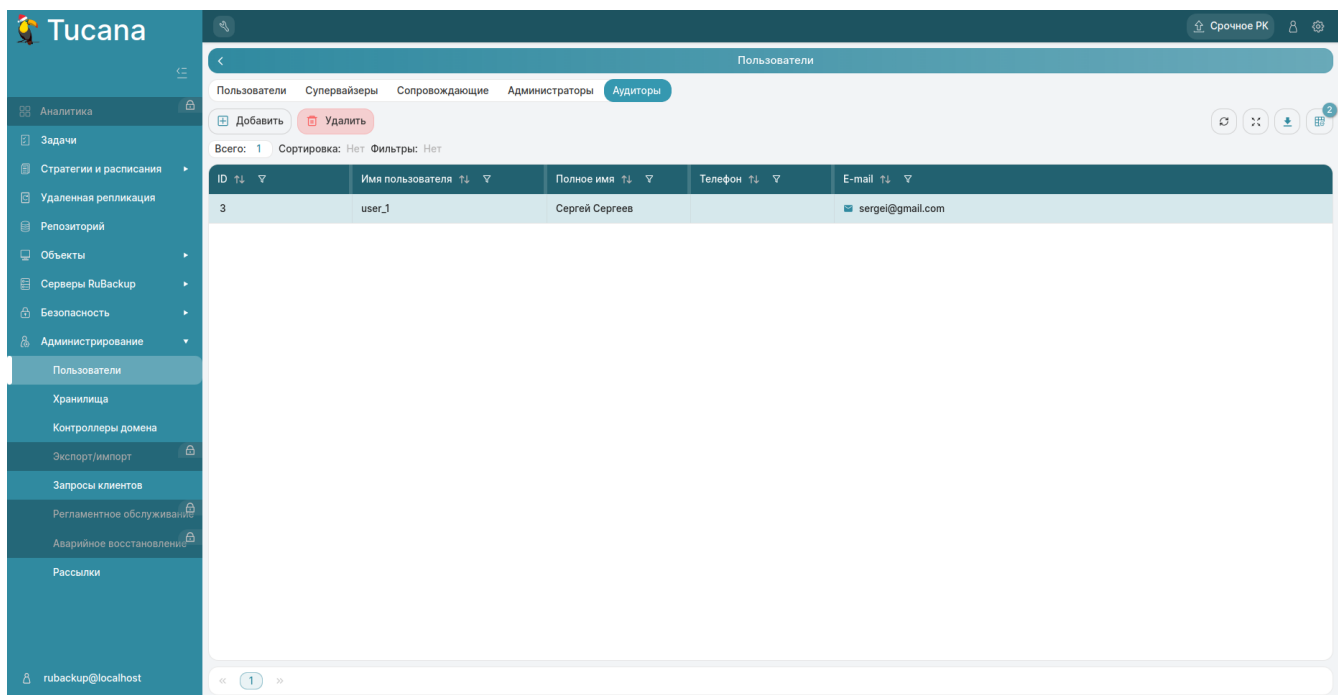 Tucana
Срочное РК
Пользователи
Пользователи Супервайзеры Сопровождающие Администраторы Аудиторы
Аналитика
Добавить Удалить
2
Задачи
Всего: 1 Сортировка: Нет Фильтры: Нет
Стратегии и расписания
ID Имя пользователя Полное имя Телефон E-mail
Удаленная репликация
3 user_1 Сергей Сергеев sergei@gmail.com
Репозиторий
Объекты
Серверы RuBackup
Безопасность
Администрирование
Пользователи
Хранилища
Контроллеры домена
Экспорт/импорт
Запросы клиентов
Регламентное обслуживание
Аварийное восстановление
Рассылки
rubackup@localhost
« 1 »